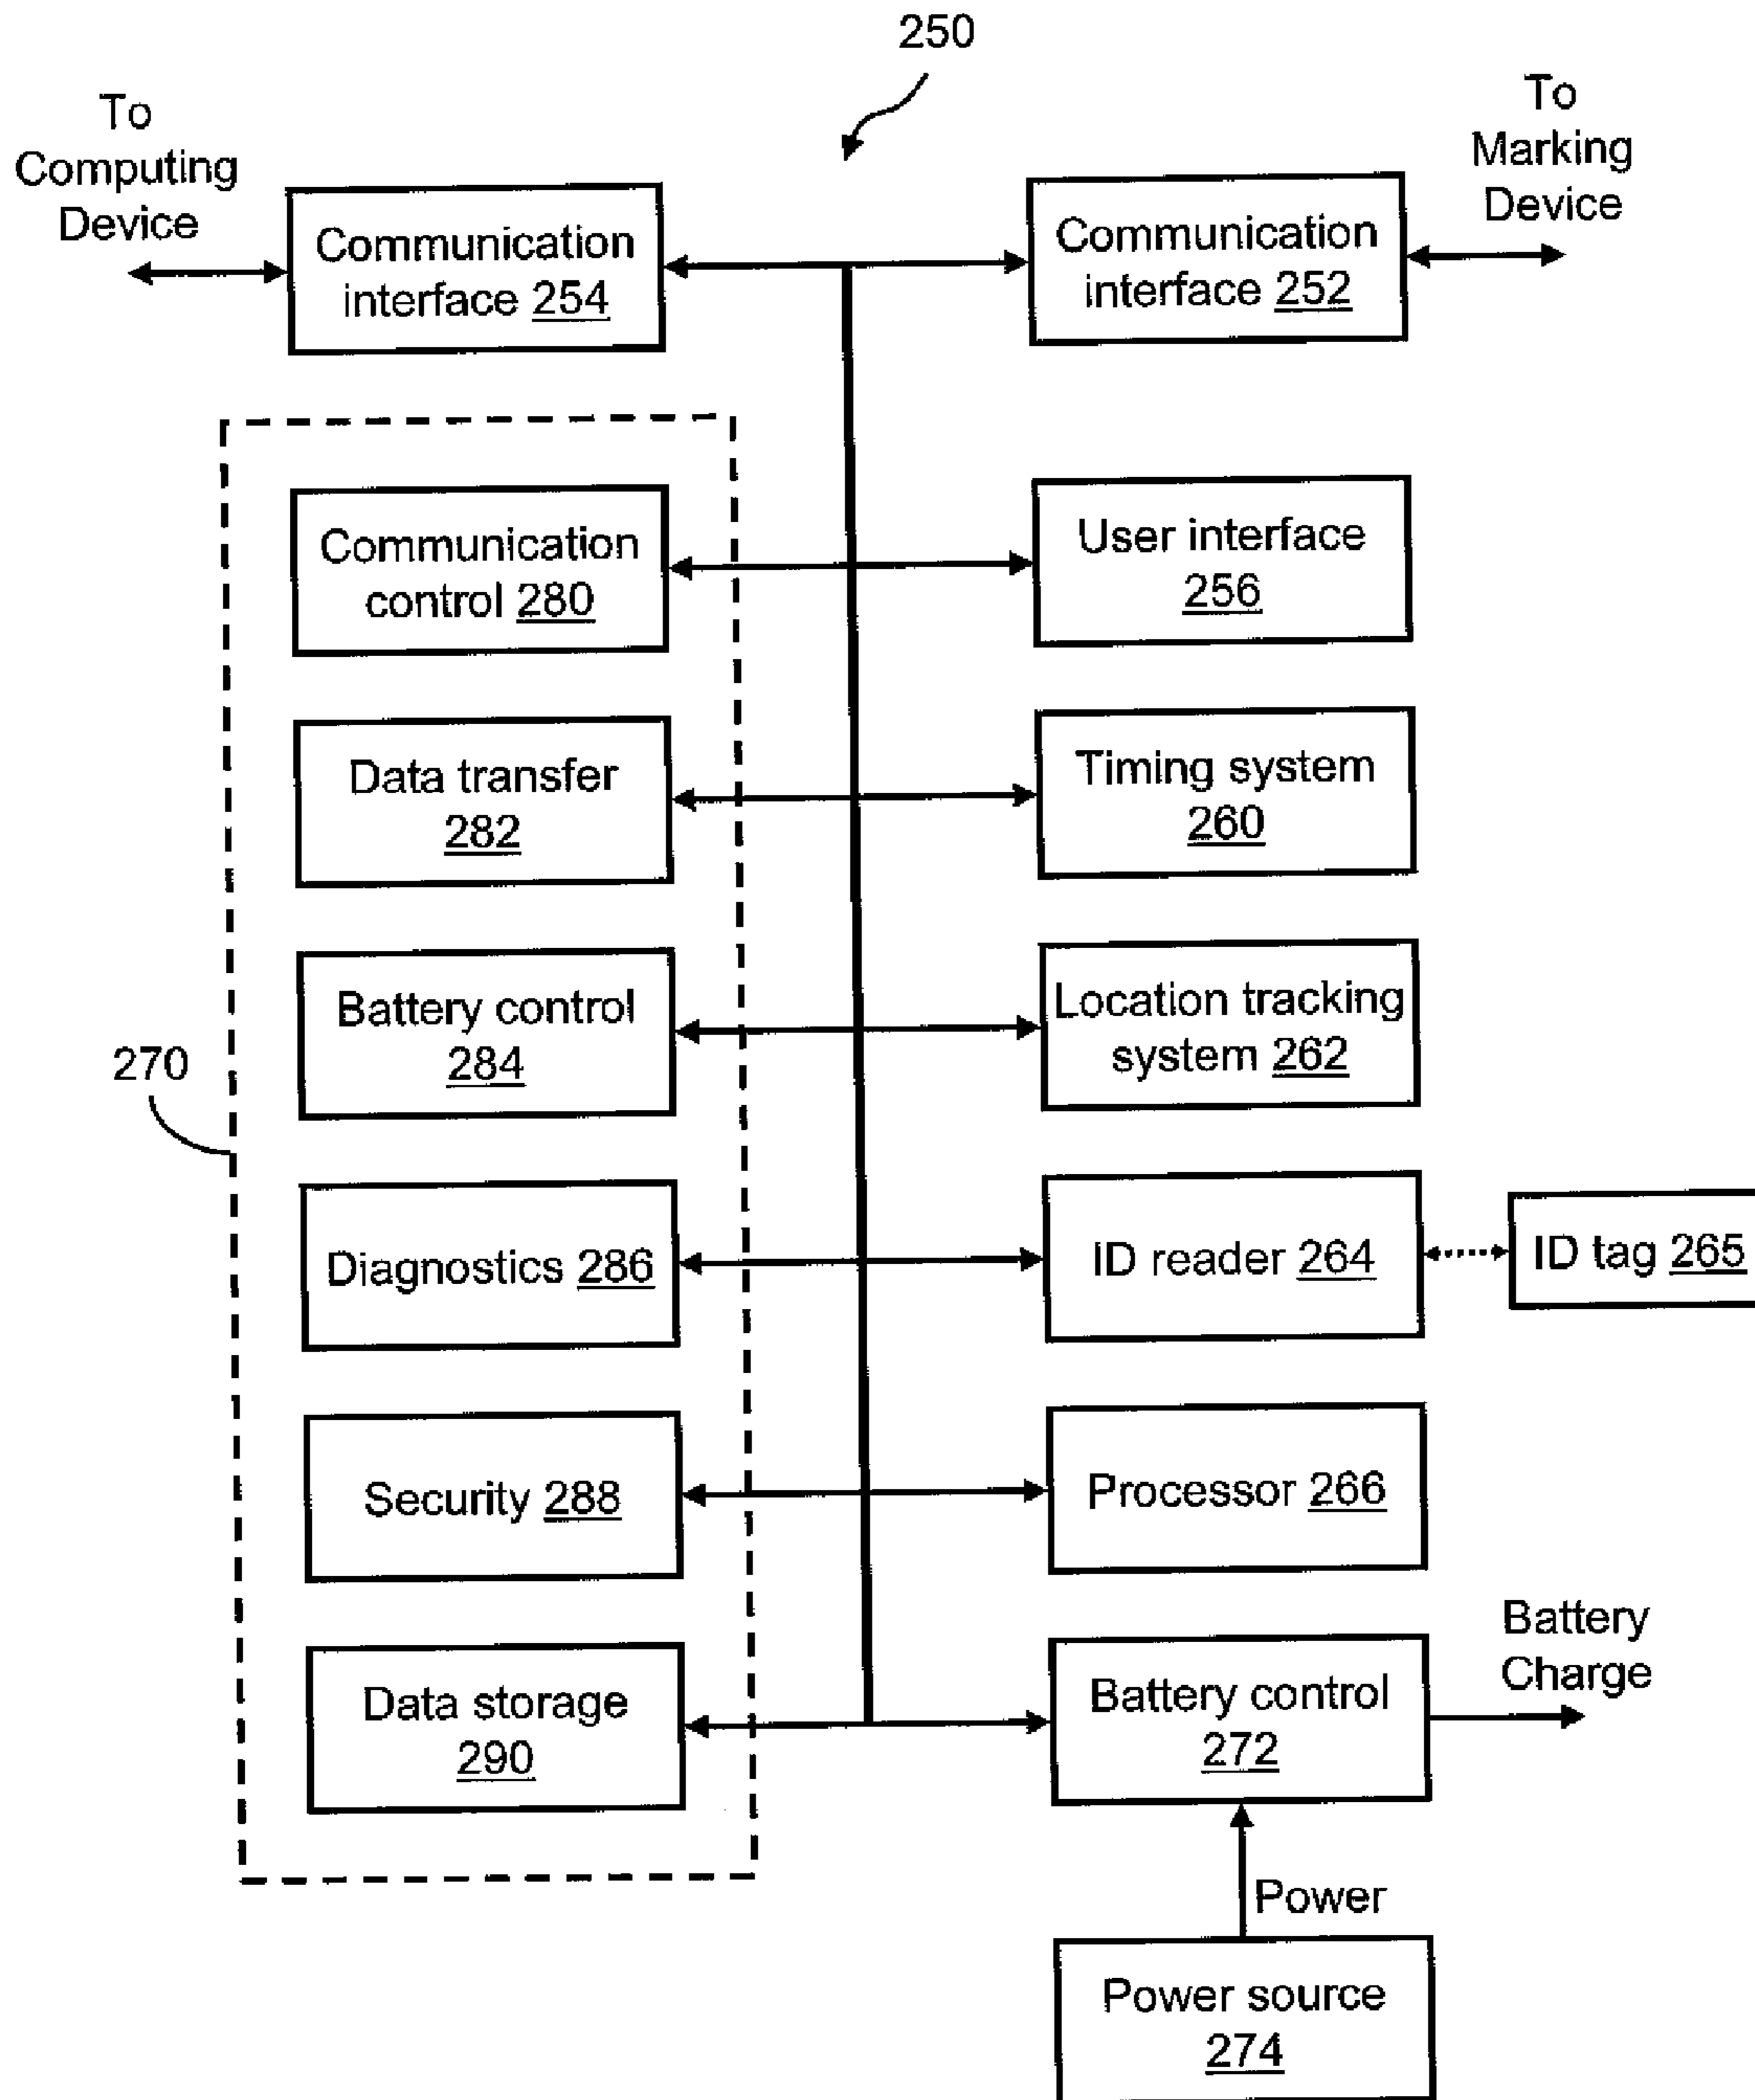 250
To
Computing
Device
To
Marking
Device
Communication
interface 254
Communication
interface 252
Communication
control 280
User interface
256
Data transfer
282
Timing system
260
Battery control
284
Location tracking
system 262
270
Diagnostics 286
ID reader 264
ID tag 265
Security 288
Processor 266
Data storage
290
Battery control
272
Battery
Charge
Power
Power source
274